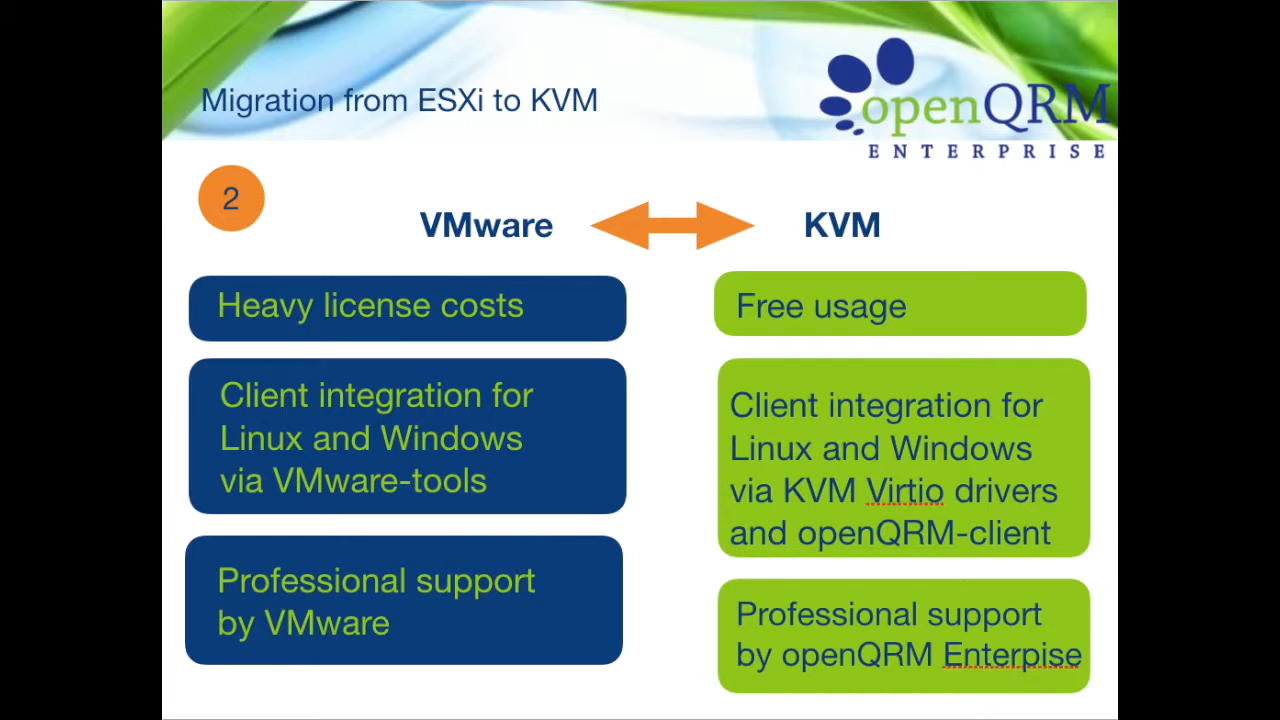 Migration from ESXi to KVM
openQRM
ENTERPRISE
2
VMware
KVM
Heavy license costs
Free usage
Client integration for
Linux and Windows
via VMware-tools
Client integration for
Linux and Windows
via KVM Virtio drivers
and openQRM-client
Professional support
by VMware
Professional support
by openQRM Enterpise